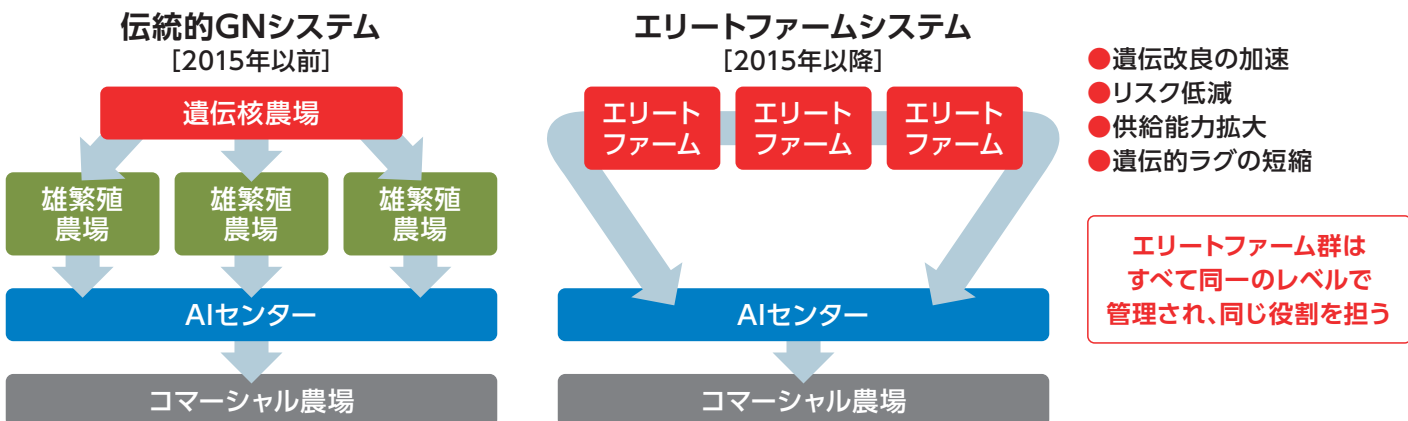 伝統的GNシステム
[2015年以前]
遺伝核農場
雄繁殖
農場
雄繁殖
農場
雄繁殖
農場
AIセンター
コマーシャル農場
エリートファームシステム
[2015年以降]
エリート
ファーム
エリート
ファーム
エリート
ファーム
AIセンター
コマーシャル農場
●遺伝改良の加速
●リスク低減
●供給能力拡大
●遺伝的ラグの短縮
エリートファーム群は
すべて同一のレベルで
管理され、同じ役割を担う